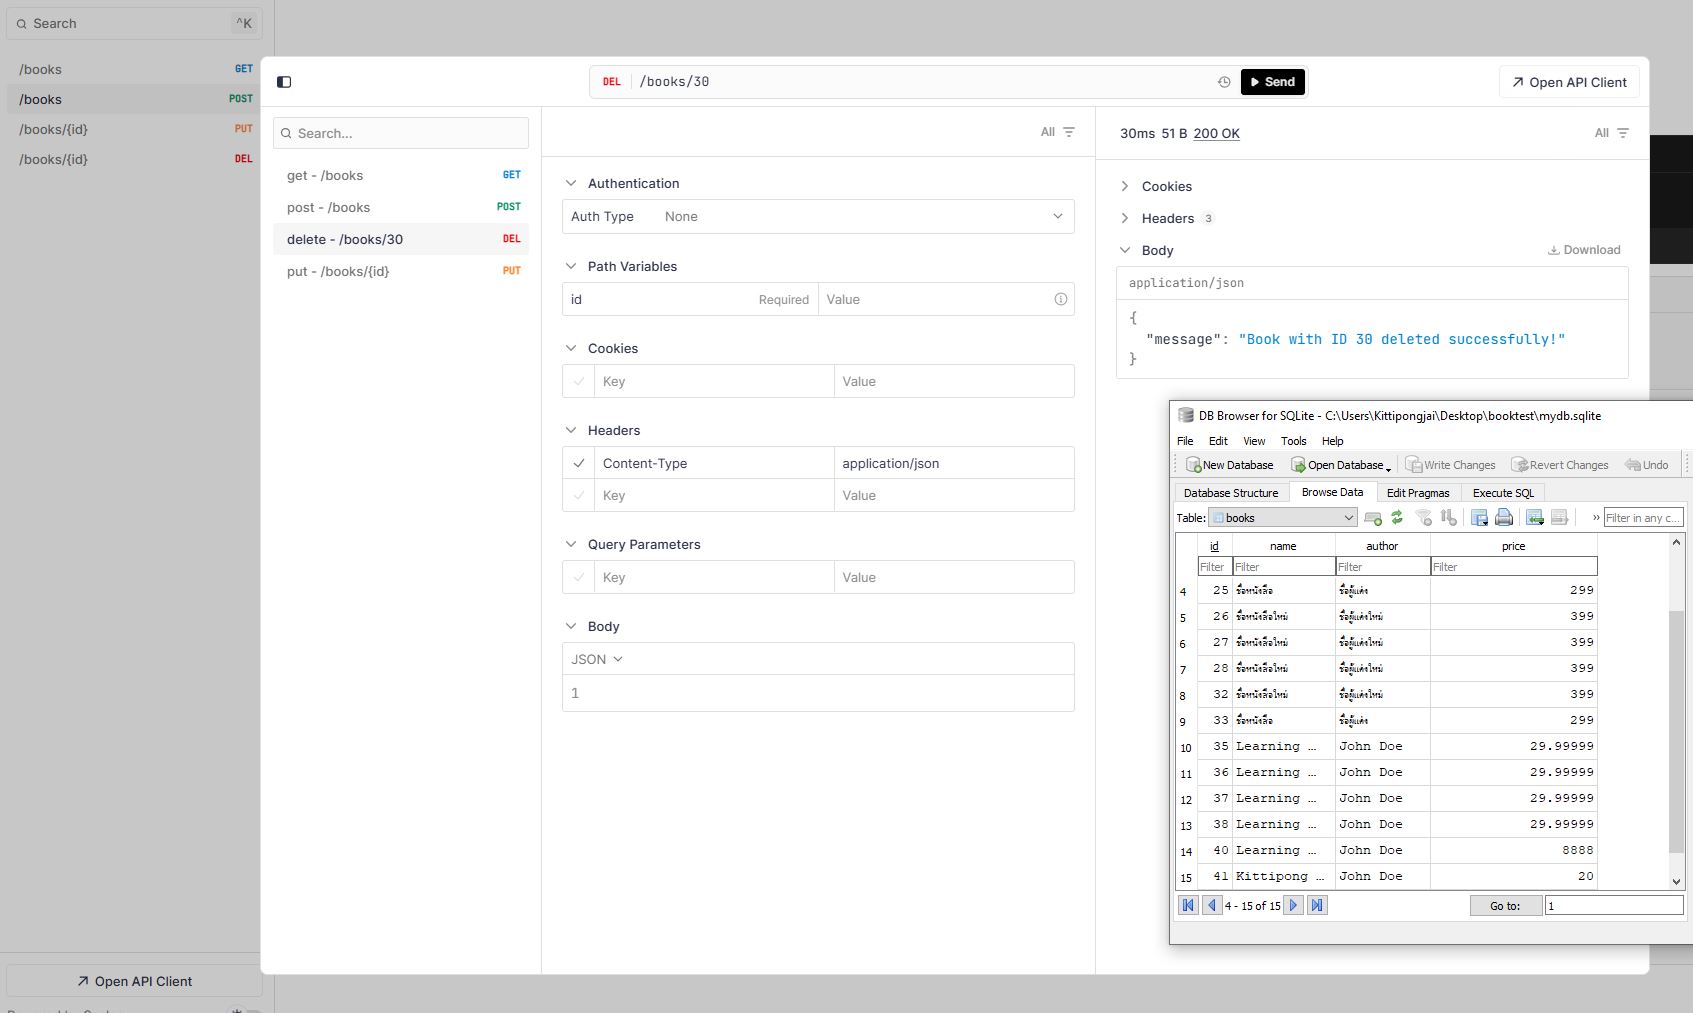 Search
^K
/books
GET
/books
POST
/books/{id}
PUT
/books/{id}
DEL
Open API Client
DEL
/books/30
Send
Open API Client
Search...
get - /books
GET
post - /books
POST
delete - /books/30
DEL
put - /books/{id}
PUT
All
Authentication
Auth Type
None
Path Variables
id
Required
Value
Cookies
Key
Value
Headers
Content-Type
application/json
Key
Value
Query Parameters
Key
Value
Body
JSON
1
30ms 51 B 200 OK
All
Cookies
Headers 3
Body
Download
application/json
{
"message": "Book with ID 30 deleted successfully!"
}
DB Browser for SQLite - C:\Users\Kittipongjai\Desktop\booktest\mydb.sqlite
File Edit View Tools Help
New Database Open Database Write Changes Revert Changes Undo
Database Structure Browse Data Edit Pragmas Execute SQL
Table: books
» Filter in any c...
id name author price
Filter Filter Filter Filter
4 25 ชื่อหนังสือ ชื่อผู้แต่ง 299
5 26 ชื่อหนังสือใหม่ ชื่อผู้แต่งใหม่ 399
6 27 ชื่อหนังสือใหม่ ชื่อผู้แต่งใหม่ 399
7 28 ชื่อหนังสือใหม่ ชื่อผู้แต่งใหม่ 399
8 32 ชื่อหนังสือใหม่ ชื่อผู้แต่งใหม่ 399
9 33 ชื่อหนังสือ ชื่อผู้แต่ง 299
10 35 Learning ... John Doe 29.99999
11 36 Learning ... John Doe 29.99999
12 37 Learning ... John Doe 29.99999
13 38 Learning ... John Doe 29.99999
14 40 Learning ... John Doe 8888
15 41 Kittipong ... John Doe 20
4 - 15 of 15
Go to: 1